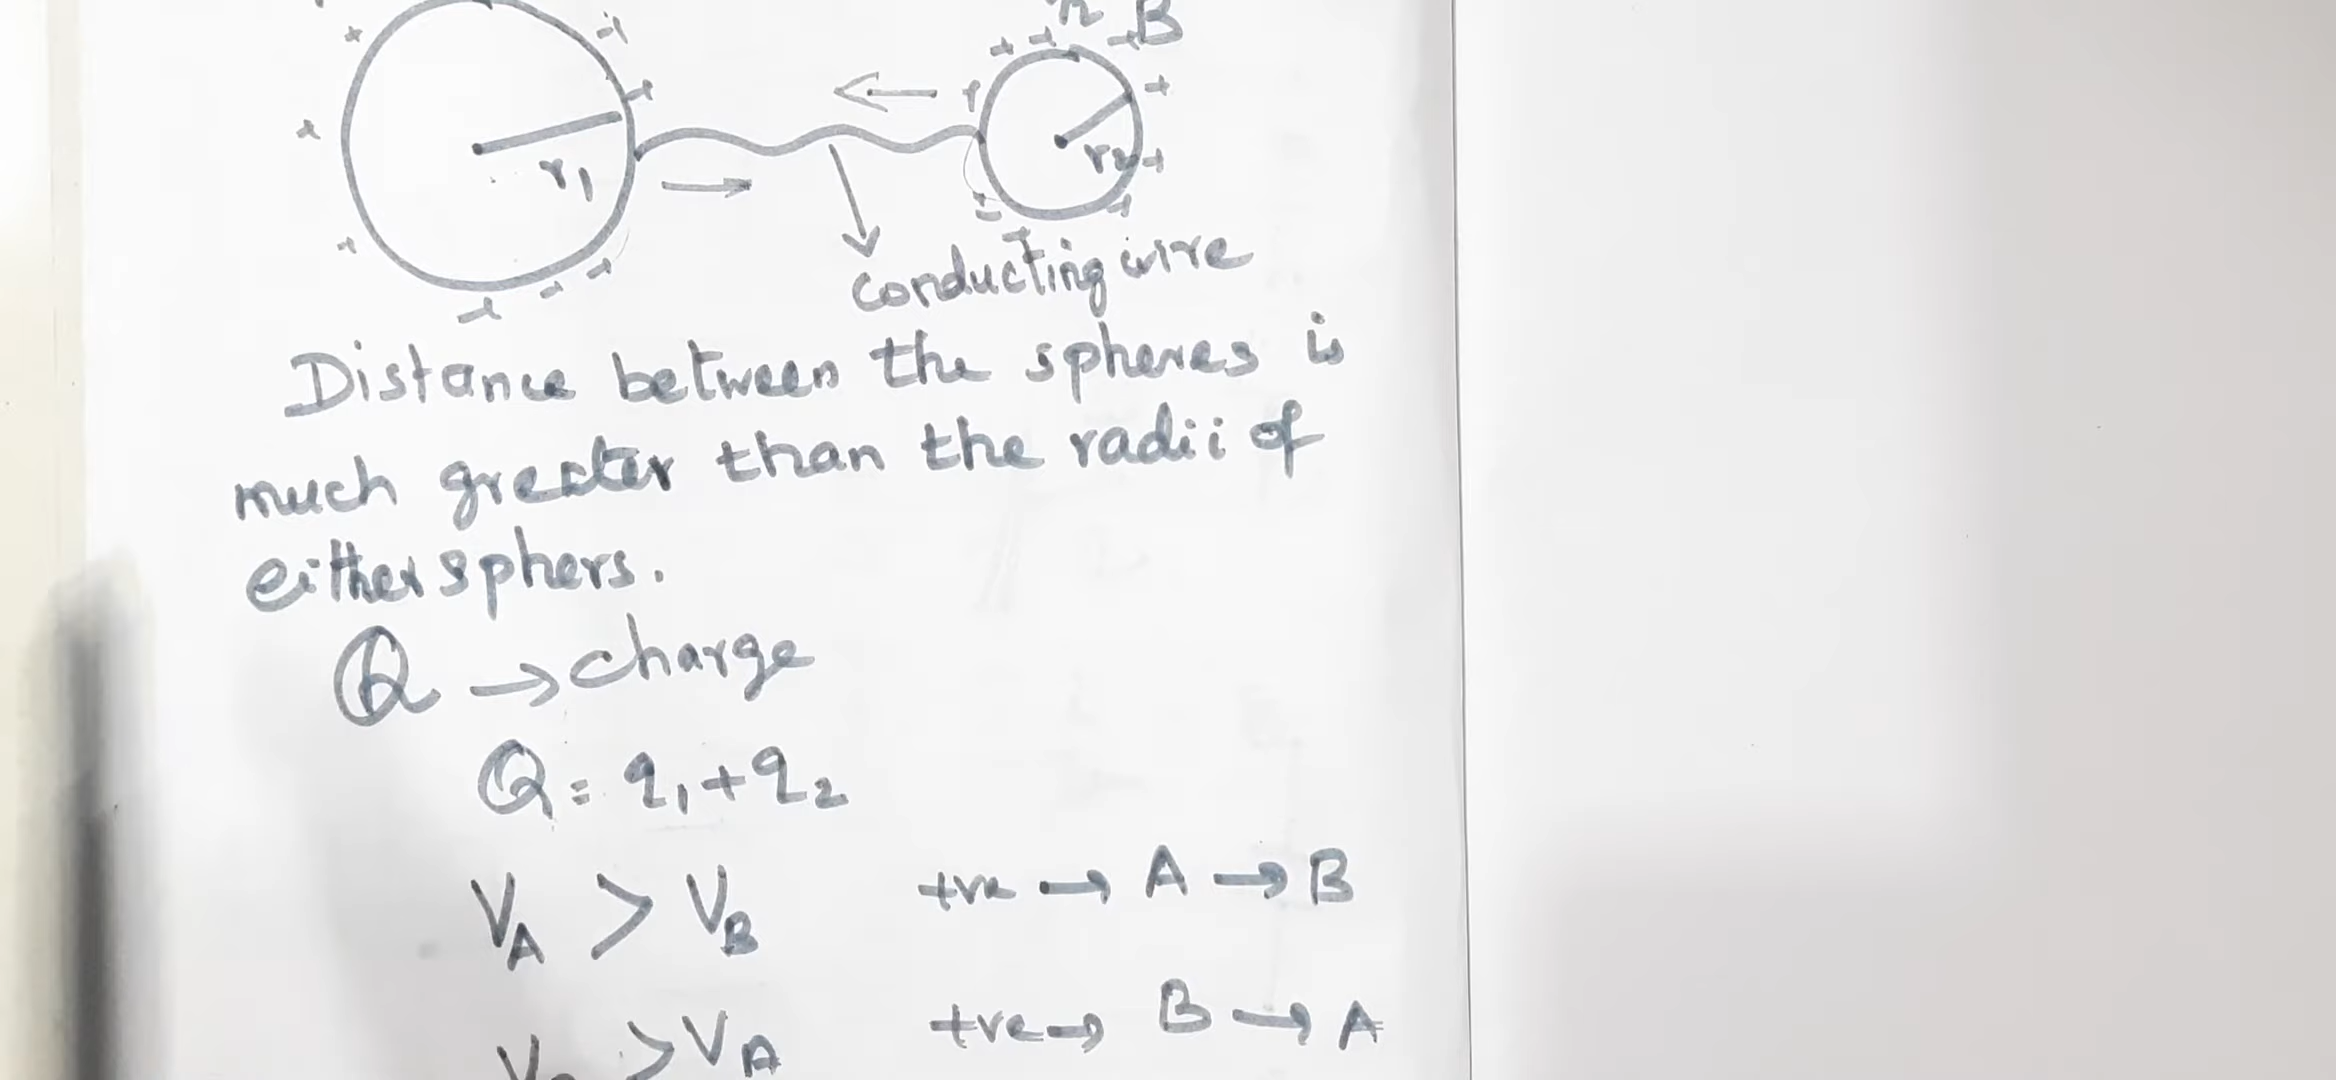 B
r1
r2
conducting wire
Distance between the spheres is
much greater than the radii of
either sphers.
Q → charge
Q = q1+q2
VA > VB +ve → A → B
> VA +ve → B → A